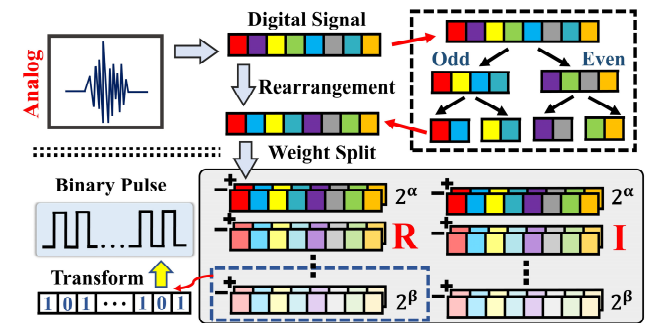 Digital Signal
Analog
Odd
Even
Rearrangement
Weight Split
Binary Pulse
+
−
2^α
+
−
2^α
+
−
R
+
−
I
Transform
1 0 1 ··· 1 0 1
+
−
2^β
+
−
2^β